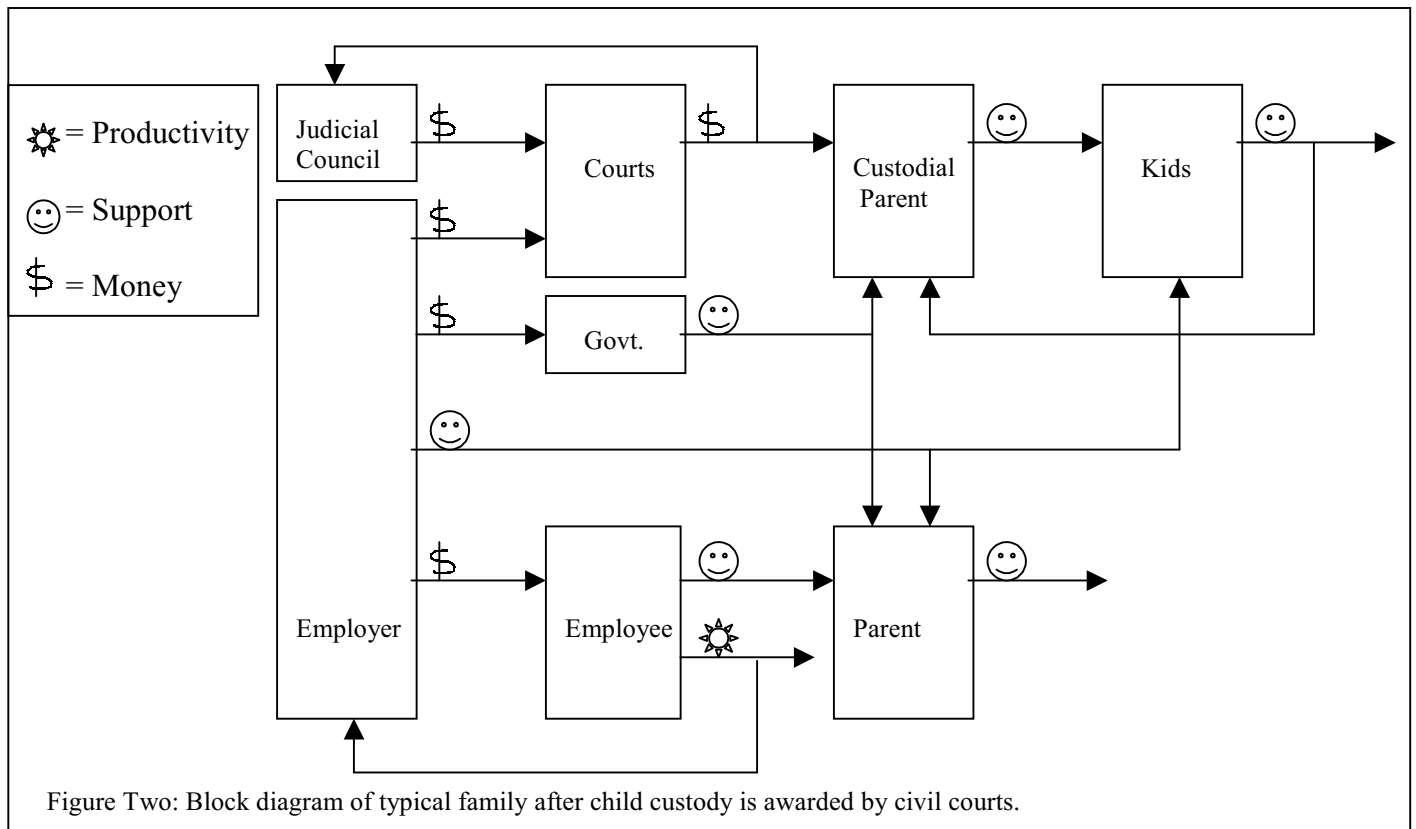 = Productivity
= Support
$ = Money
Judicial
Council
$
$
Courts
Custodial
Parent
Kids
$
$
Govt.
$
Employer
Employee
Parent
Figure Two: Block diagram of typical family after child custody is awarded by civil courts.